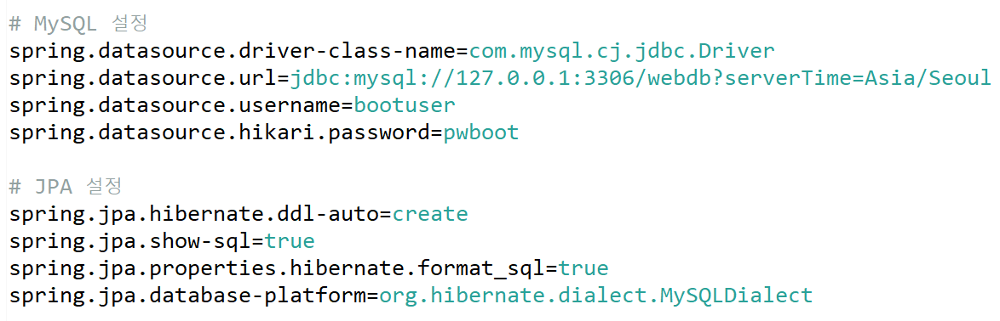 # MySQL 설정
spring.datasource.driver-class-name=com.mysql.cj.jdbc.Driver
spring.datasource.url=jdbc:mysql://127.0.0.1:3306/webdb?serverTime=Asia/Seoul
spring.datasource.username=bootuser
spring.datasource.hikari.password=pwboot
# JPA 설정
spring.jpa.hibernate.ddl-auto=create
spring.jpa.show-sql=true
spring.jpa.properties.hibernate.format_sql=true
spring.jpa.database-platform=org.hibernate.dialect.MySQLDialect